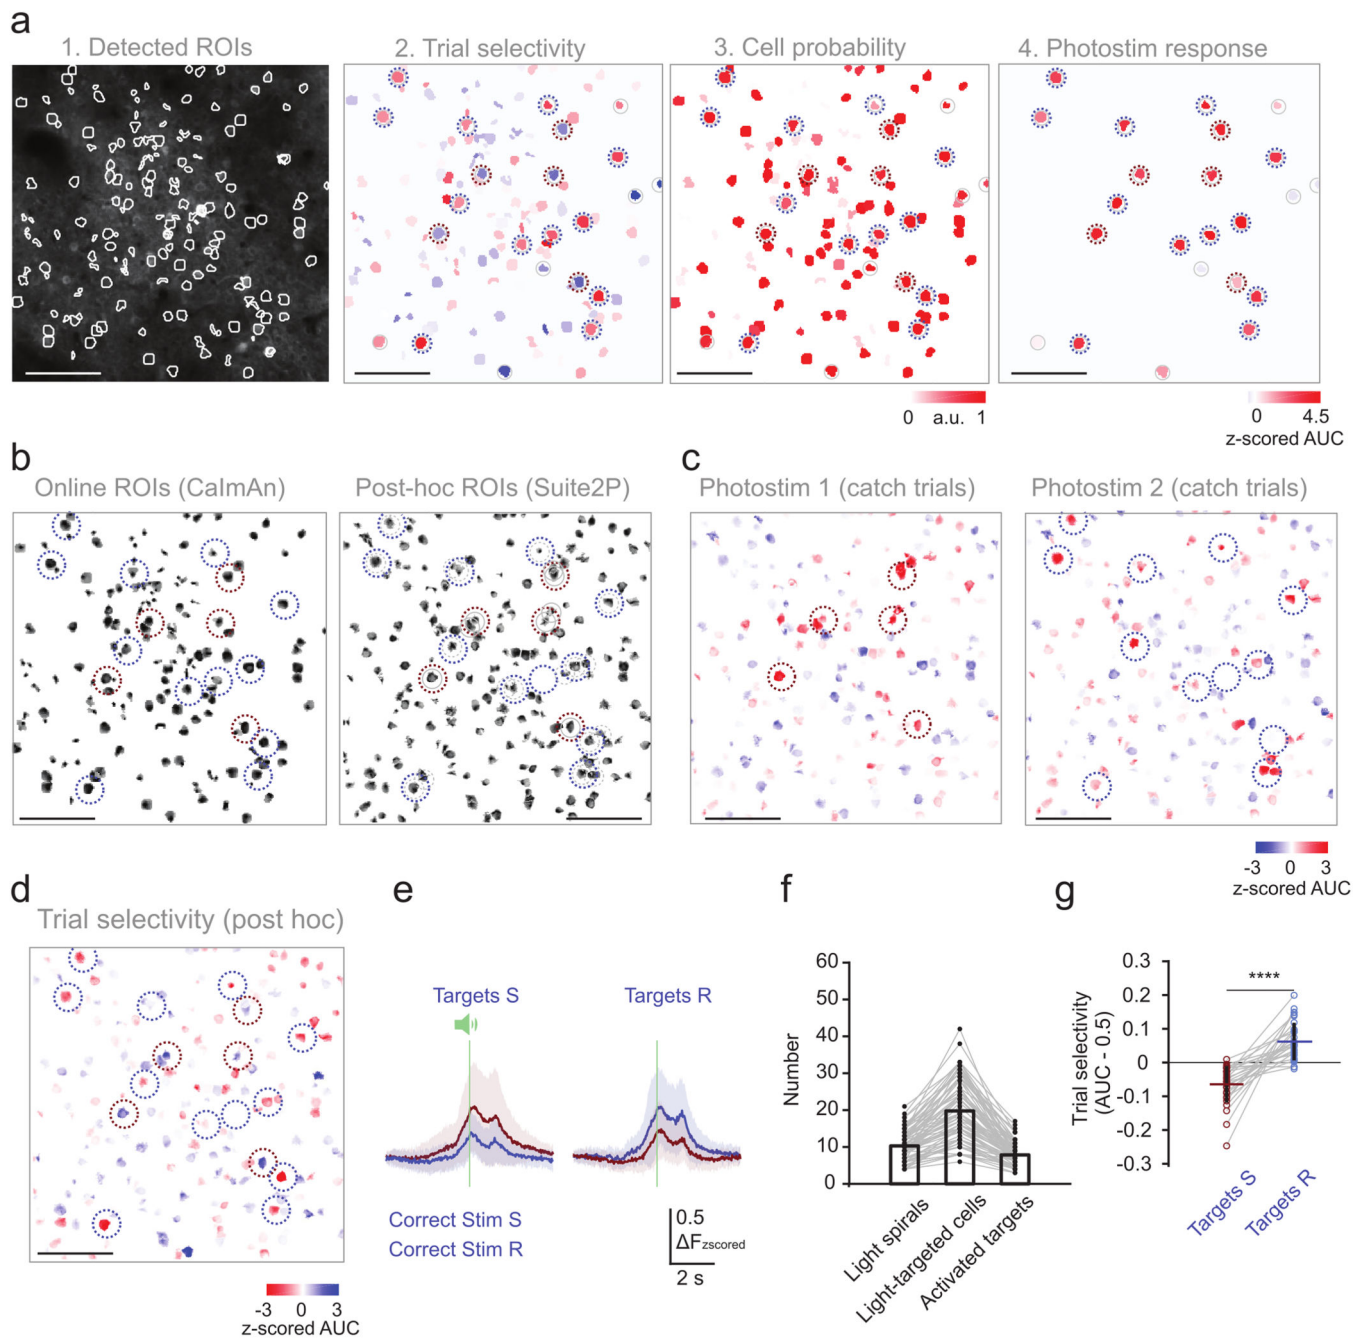 a
1. Detected ROIs
2. Trial selectivity
3. Cell probability
4. Photostim response
0 a.u. 1
0 4.5
z-scored AUC
b
Online ROIs (CaImAn)
Post-hoc ROIs (Suite2P)
c
Photostim 1 (catch trials)
Photostim 2 (catch trials)
-3 0 3
z-scored AUC
d
Trial selectivity (post hoc)
-3 0 3
z-scored AUC
e
Targets S
Targets R
Correct Stim S
Correct Stim R
0.5
ΔFzscored
2 s
f
Number
60
50
40
30
20
10
0
Light spirals
Light-targeted cells
Activated targets
g
Trial selectivity
(AUC - 0.5)
0.3
0.2
0.1
0
-0.1
-0.2
-0.3
****
Targets S
Targets R